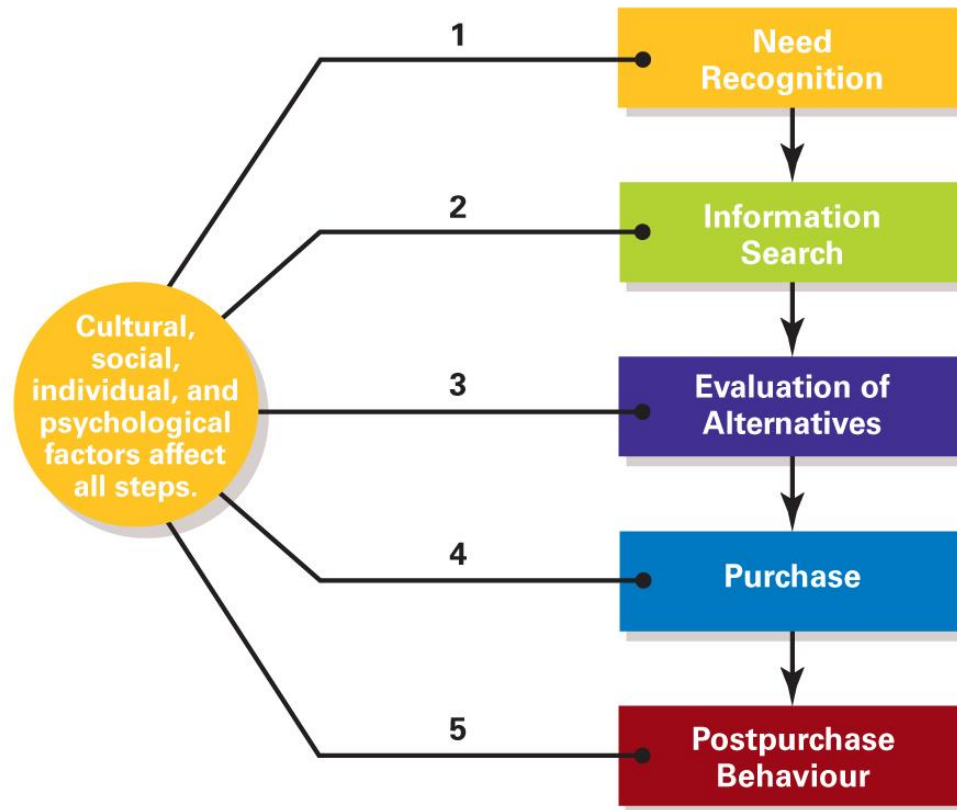 1
Need
Recognition
2
Information
Search
Cultural,
social,
individual, and
psychological
factors affect
all steps.
3
Evaluation of
Alternatives
4
Purchase
5
Postpurchase
Behaviour